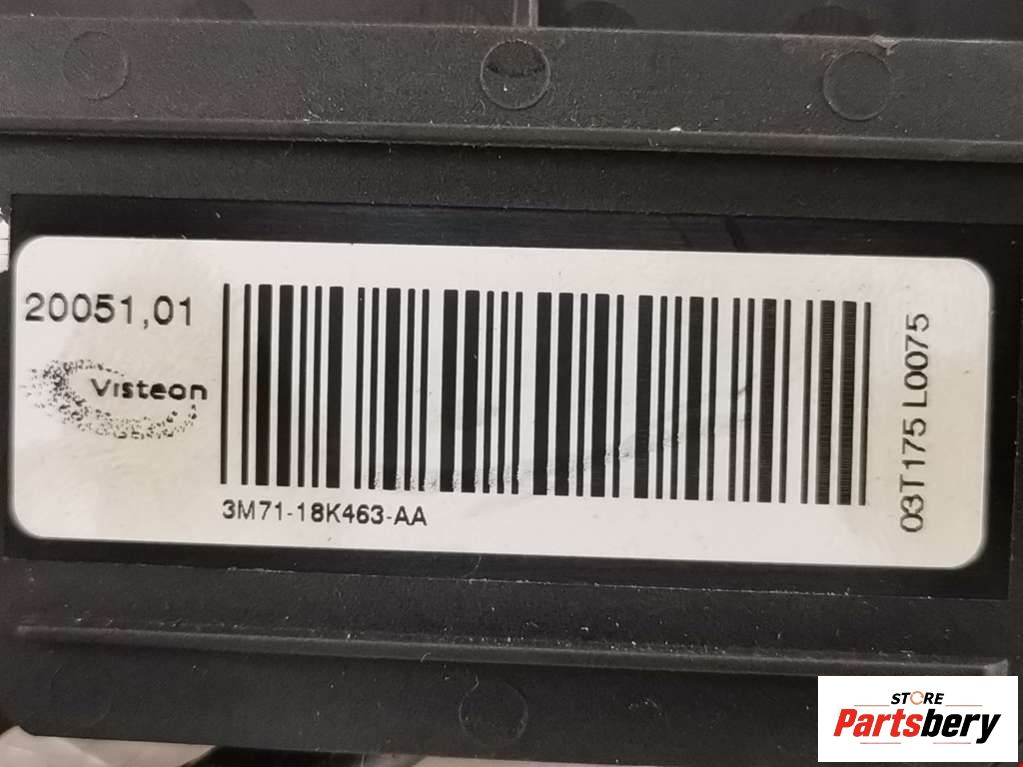 20051,01
Visteon
3M71-18K463-AA
03T175 L0075
STORE
Partsbery